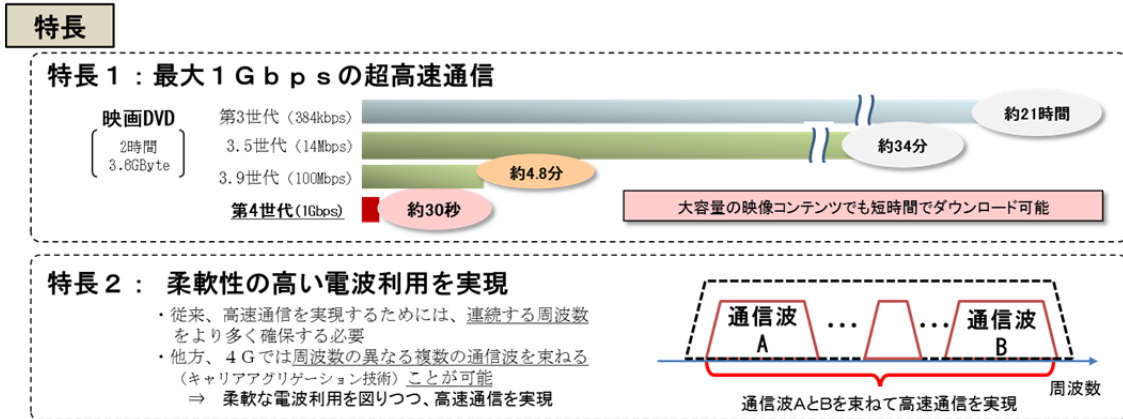 特長
特長１：最大１Ｇｂｐｓの超高速通信
映画DVD
2時間
3.6GByte
第3世代（384kbps）
約21時間
3.5世代（14Mbps）
約34分
3.9世代（100Mbps）
約4.8分
第4世代(1Gbps)
約30秒
大容量の映像コンテンツでも短時間でダウンロード可能
特長２： 柔軟性の高い電波利用を実現
・従来、高速通信を実現するためには、連続する周波数
をより多く確保する必要
・他方、４Ｇでは周波数の異なる複数の通信波を束ねる
（キャリアアグリゲーション技術）ことが可能
⇒ 柔軟な電波利用を図りつつ、高速通信を実現
通信波
A
…
…
通信波
B
周波数
通信波AとBを束ねて高速通信を実現